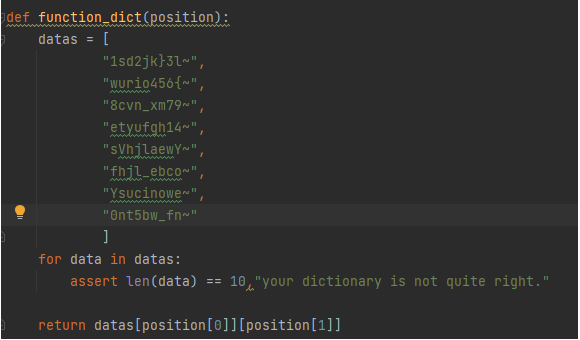 def function_dict(position):
    datas = [
            "1sd2jk}3l~",
            "wurio456{~",
            "8cvn_xm79~",
            "etyufgh14~",
            "sVhjlaewY~",
            "fhjl_ebco~",
            "Ysucinowe~",
            "0nt5bw_fn~"
            ]
    for data in datas:
        assert len(data) == 10,"your dictionary is not quite right."
    return datas[position[0]][position[1]]